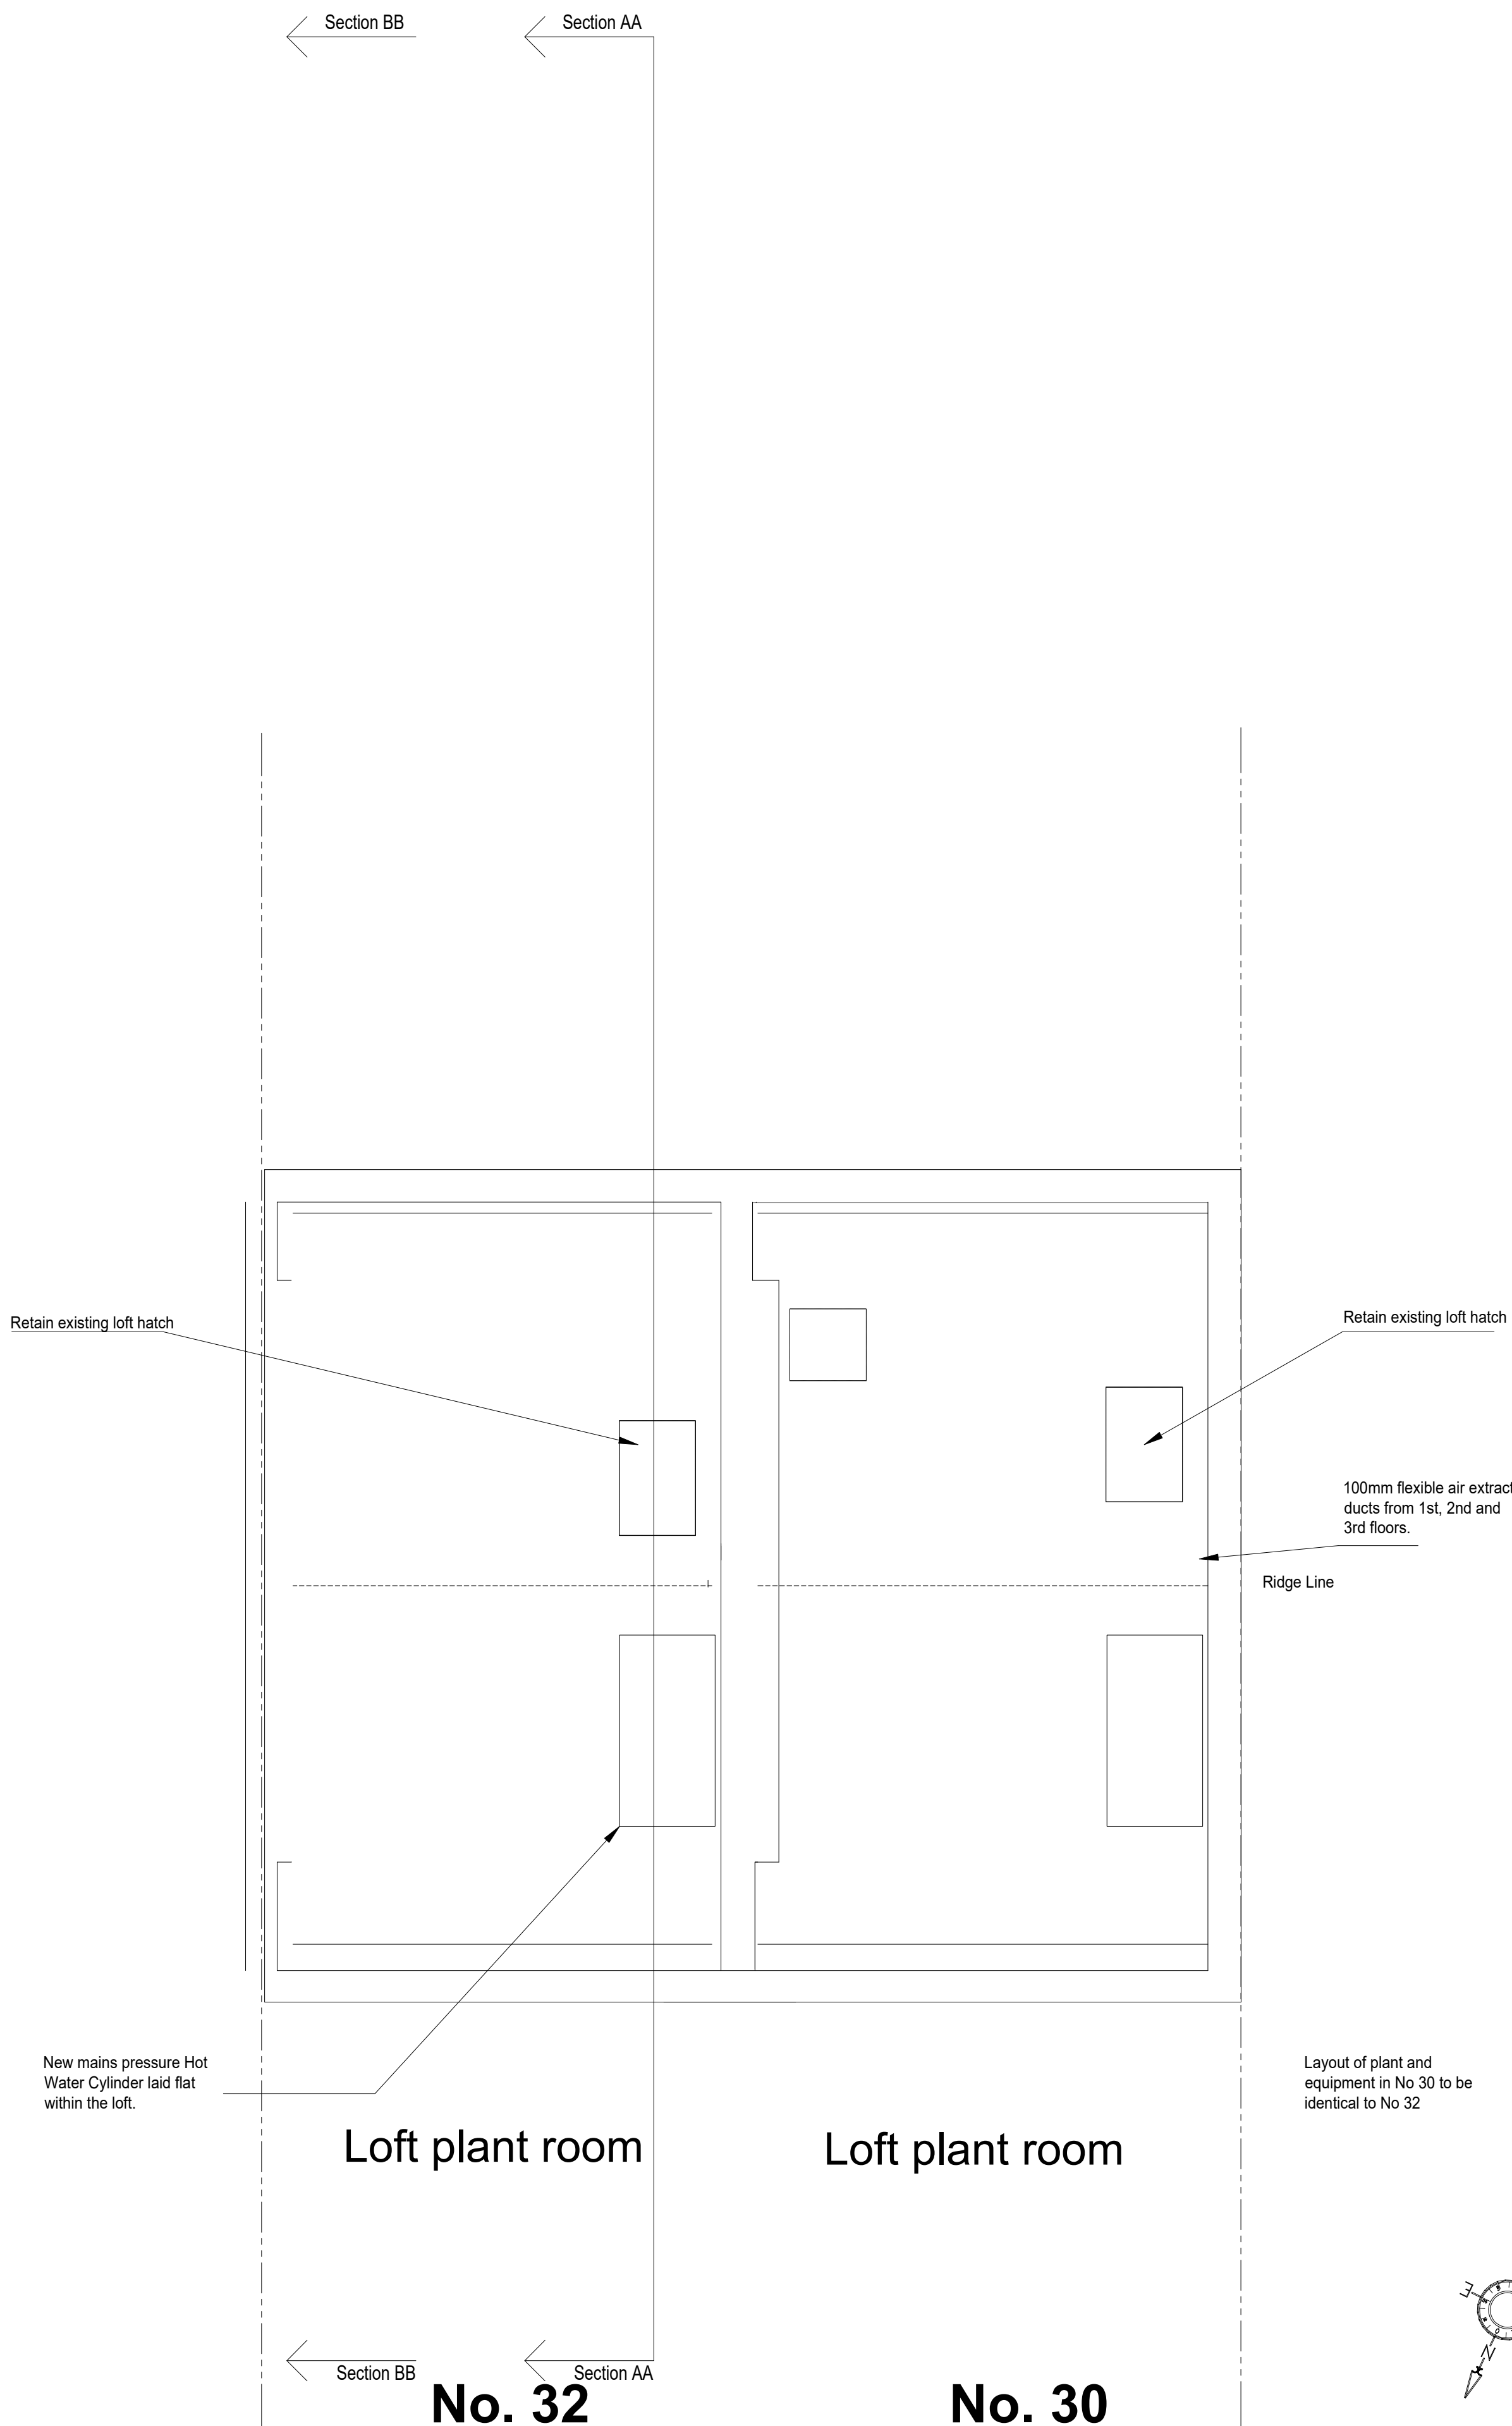 Section BB
Section AA
Retain existing loft hatch
Retain existing loft hatch
100mm flexible air extract
ducts from 1st, 2nd and
3rd floors.
Ridge Line
New mains pressure Hot
Water Cylinder laid flat
within the loft.
Layout of plant and
equipment in No 30 to be
identical to No 32
Loft plant room
Loft plant room
E
N
Section BB
Section AA
No. 32
No. 30